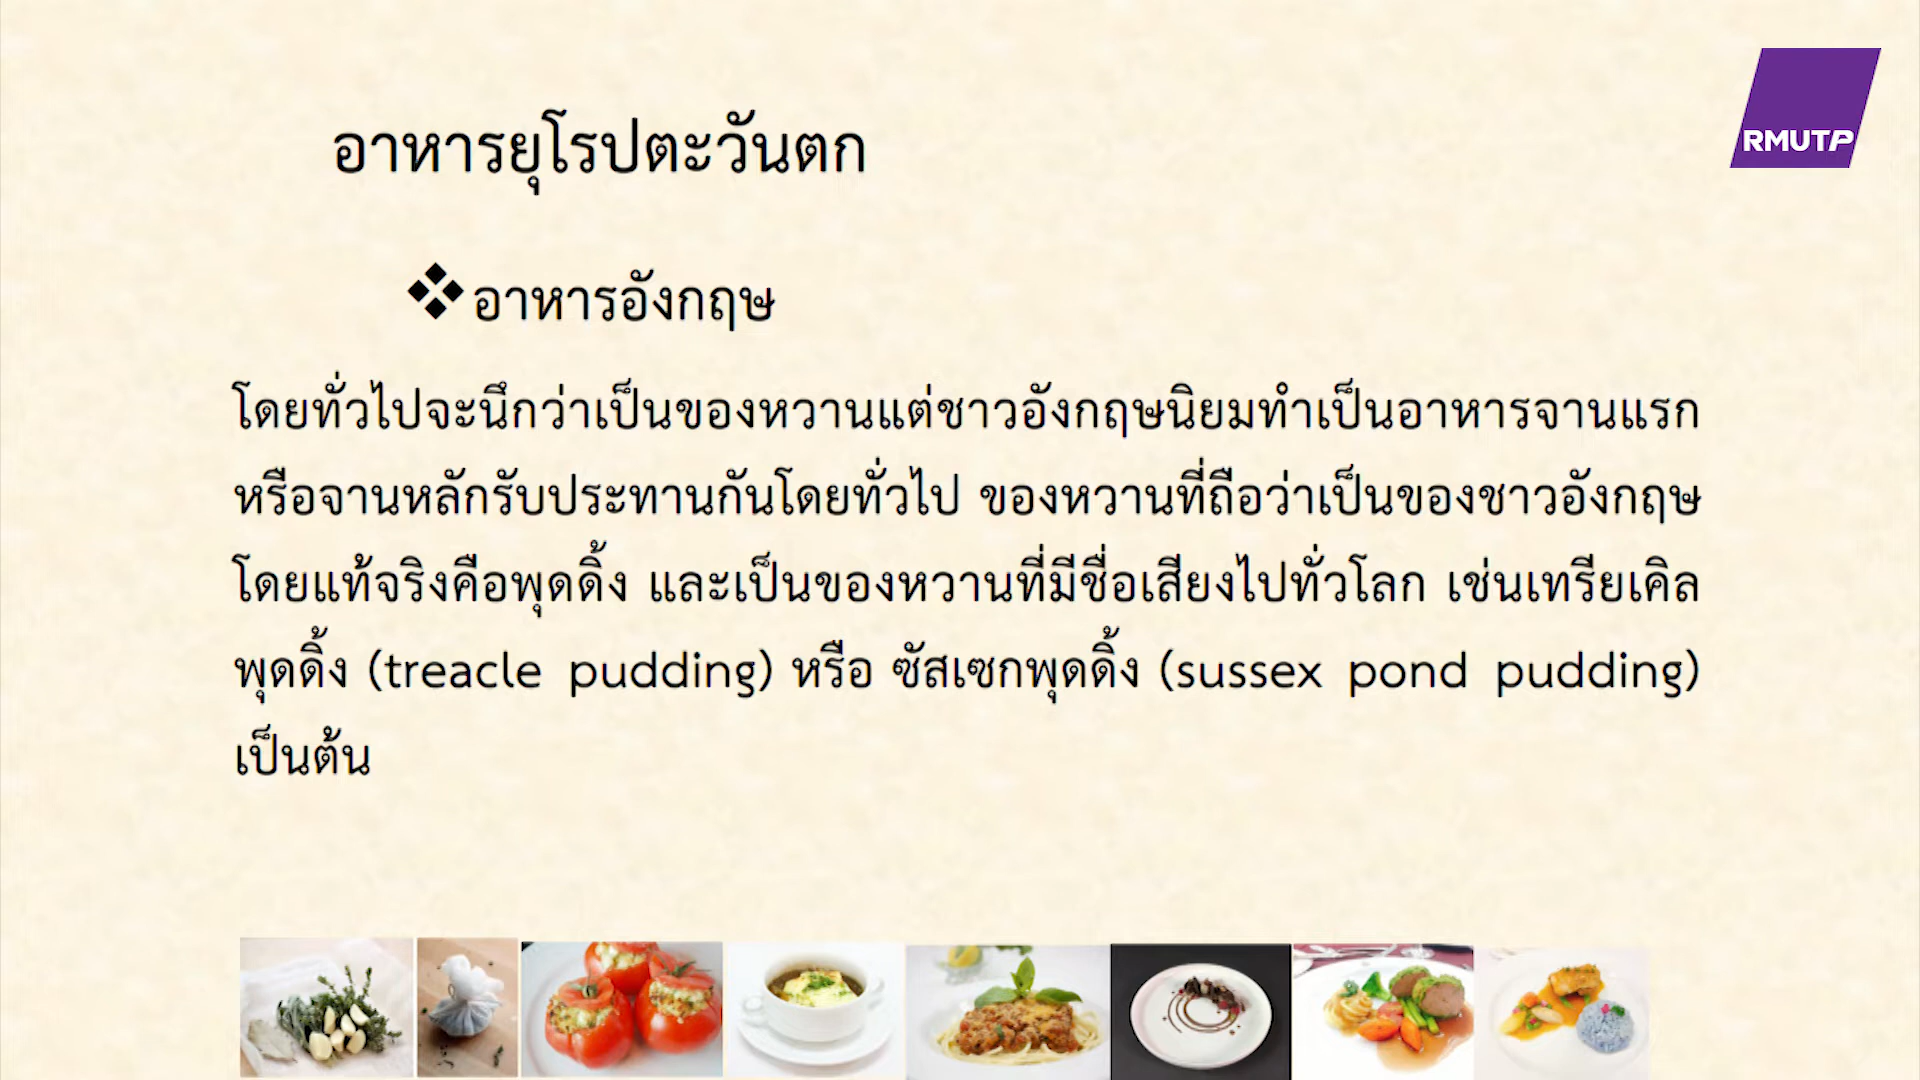 RMUTP
อาหารยุโรปตะวันตก
❖อาหารอังกฤษ
โดยทั่วไปจะนึกว่าเป็นของหวานแต่ชาวอังกฤษนิยมทำเป็นอาหารจานแรก
หรือจานหลักรับประทานกันโดยทั่วไป ของหวานที่ถือว่าเป็นของชาวอังกฤษ
โดยแท้จริงคือพุดดิ้ง และเป็นของหวานที่มีชื่อเสียงไปทั่วโลก เช่นเทรียเคิล
พุดดิ้ง (treacle pudding) หรือ ซัสเซกพุดดิ้ง (sussex pond pudding)
เป็นต้น